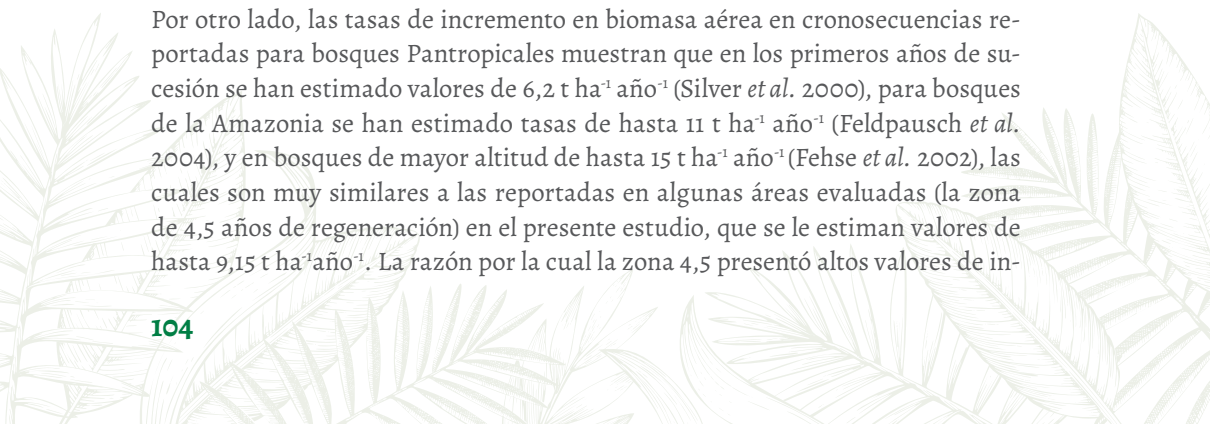 Por otro lado, las tasas de incremento en biomasa aérea en cronosecuencias re-
portadas para bosques Pantropicales muestran que en los primeros años de su-
cesión se han estimado valores de 6,2 t ha⁻¹ año⁻¹ (Silver et al. 2000), para bosques
de la Amazonia se han estimado tasas de hasta 11 t ha⁻¹ año⁻¹ (Feldpausch et al.
2004), y en bosques de mayor altitud de hasta 15 t ha⁻¹ año⁻¹ (Fehse et al. 2002), las
cuales son muy similares a las reportadas en algunas áreas evaluadas (la zona
de 4,5 años de regeneración) en el presente estudio, que se le estiman valores de
hasta 9,15 t ha⁻¹año⁻¹. La razón por la cual la zona 4,5 presentó altos valores de in-
104